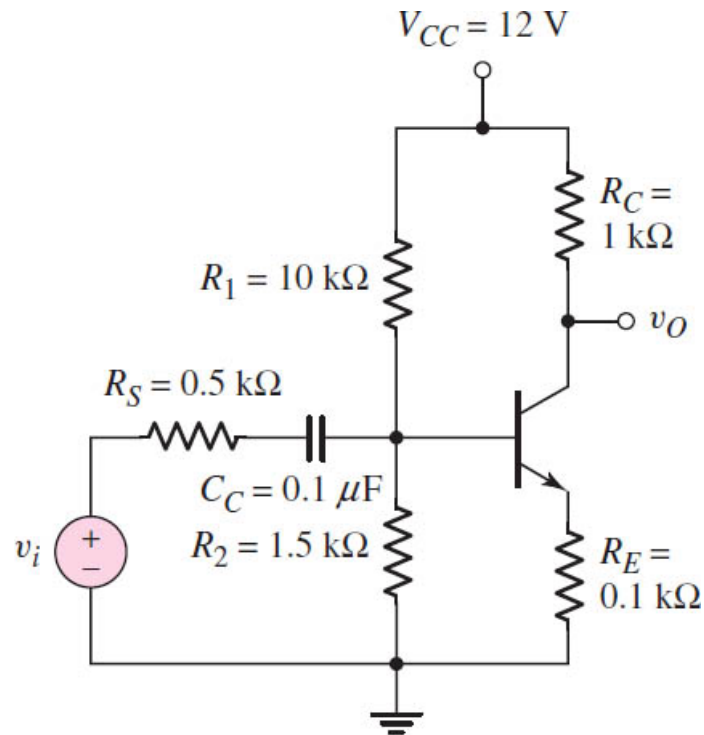 V_CC = 12 V
R_C =
1 kΩ
R_1 = 10 kΩ
v_O
R_S = 0.5 kΩ
C_C = 0.1 μF
v_i
+
−
R_2 = 1.5 kΩ
R_E =
0.1 kΩ